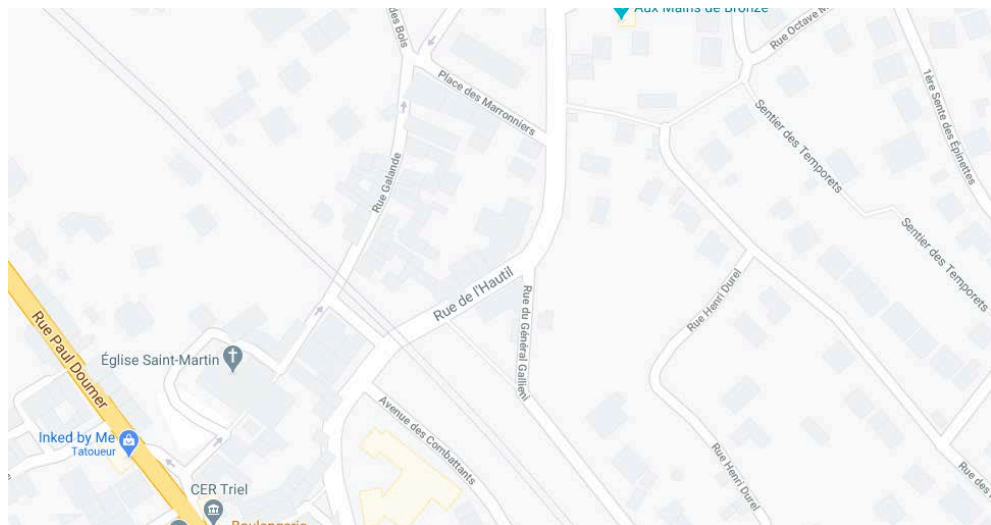 Aux Mains de Bronze
des Bois
Rue Octave M
Place des Marronniers
1ère Sente des Épinettes
Sentier des Temporets
Rue Galande
Sentier des Temporets
Rue de l'Hautil
Rue du Général Gallieni
Rue Henri Durel
Rue Paul Doumer
Église Saint-Martin
Avenue des Combattants
Inked by Me
Tatoueur
Rue Henri Durel
Rue des
CER Triel
Boulangerie